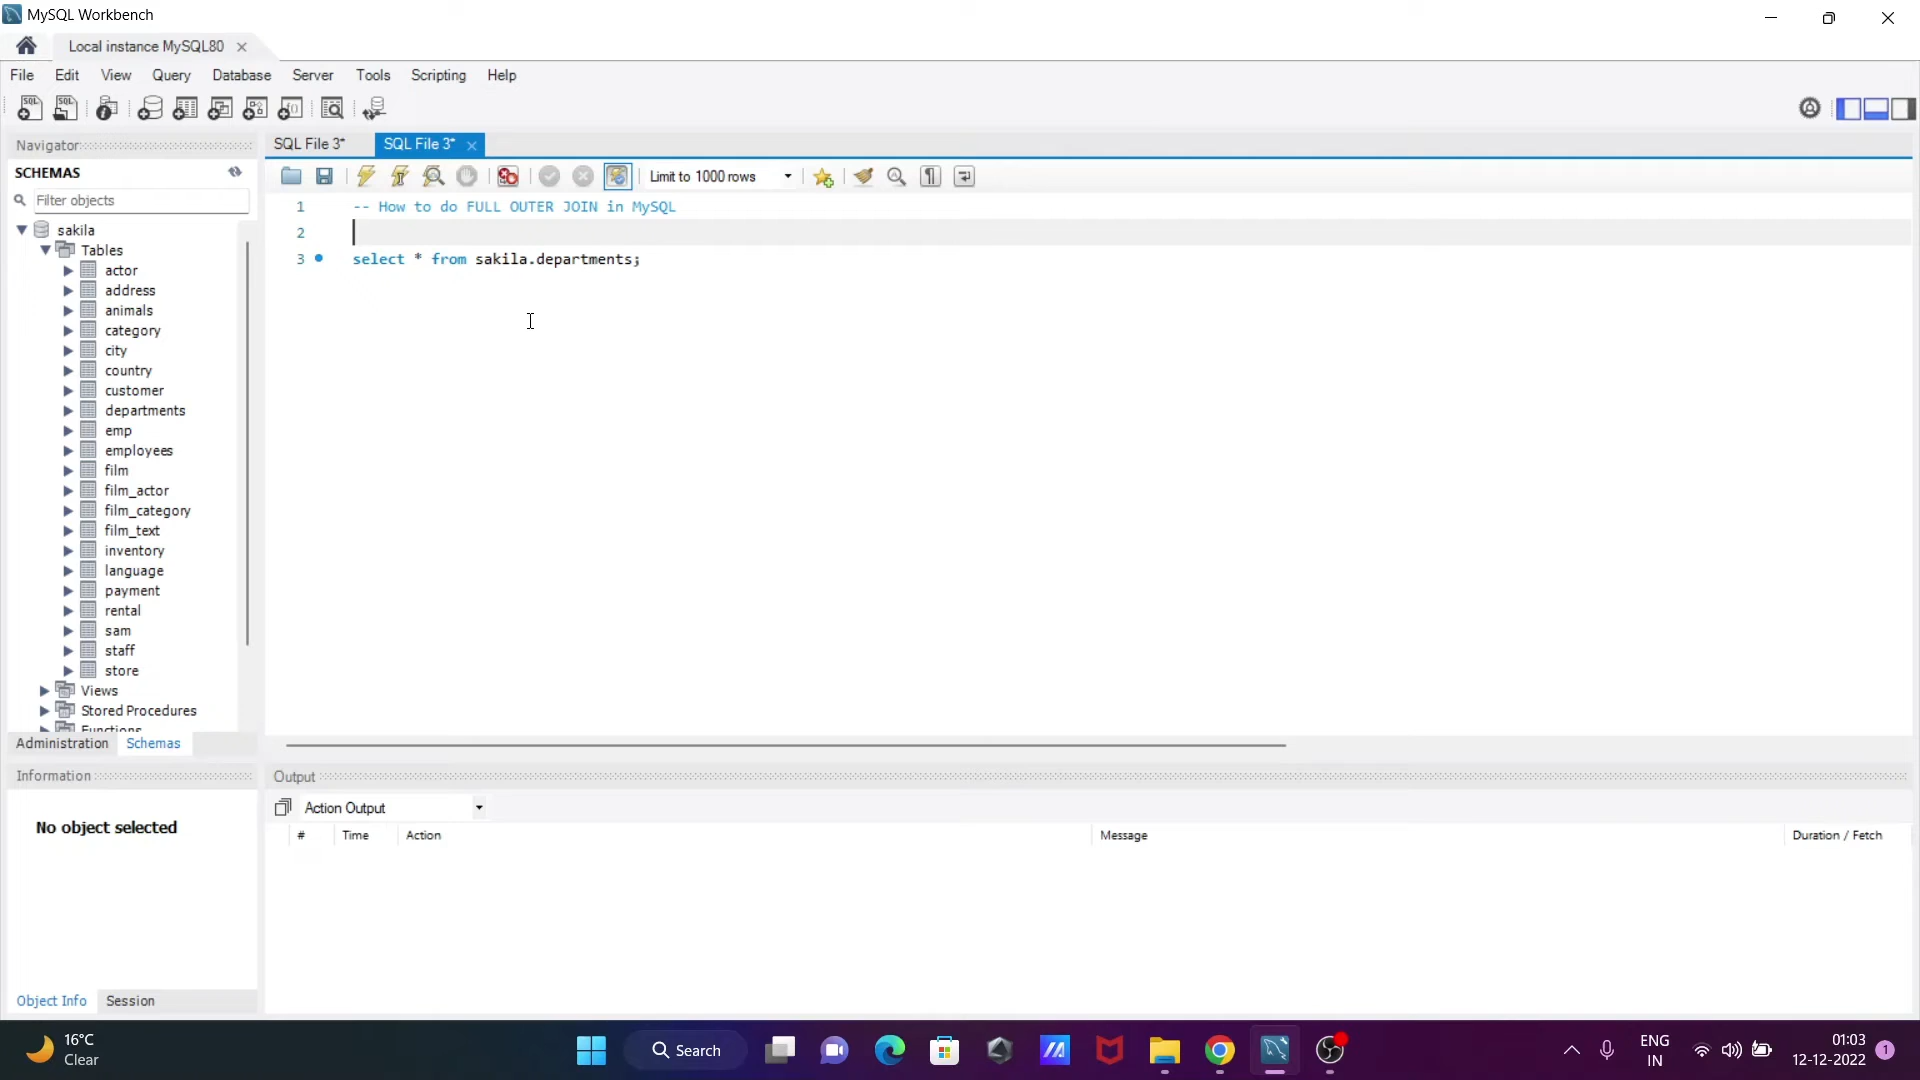 MySQL Workbench
Local instance MySQL80
File Edit View Query Database Server Tools Scripting Help
Navigator
SCHEMAS
Filter objects
sakila
Tables
actor
address
animals
category
city
country
customer
departments
emp
employees
film
film_actor
film_category
film_text
inventory
language
payment
rental
sam
staff
store
Views
Stored Procedures
Functions
Administration Schemas
Information
No object selected
Object Info Session
SQL File 3* SQL File 3*
Limit to 1000 rows
1 -- How to do FULL OUTER JOIN in MySQL
2
3 select * from sakila.departments;
Output
Action Output
# Time Action Message Duration / Fetch
16°C
Clear
Search
ENG
IN
01:03
12-12-2022
1